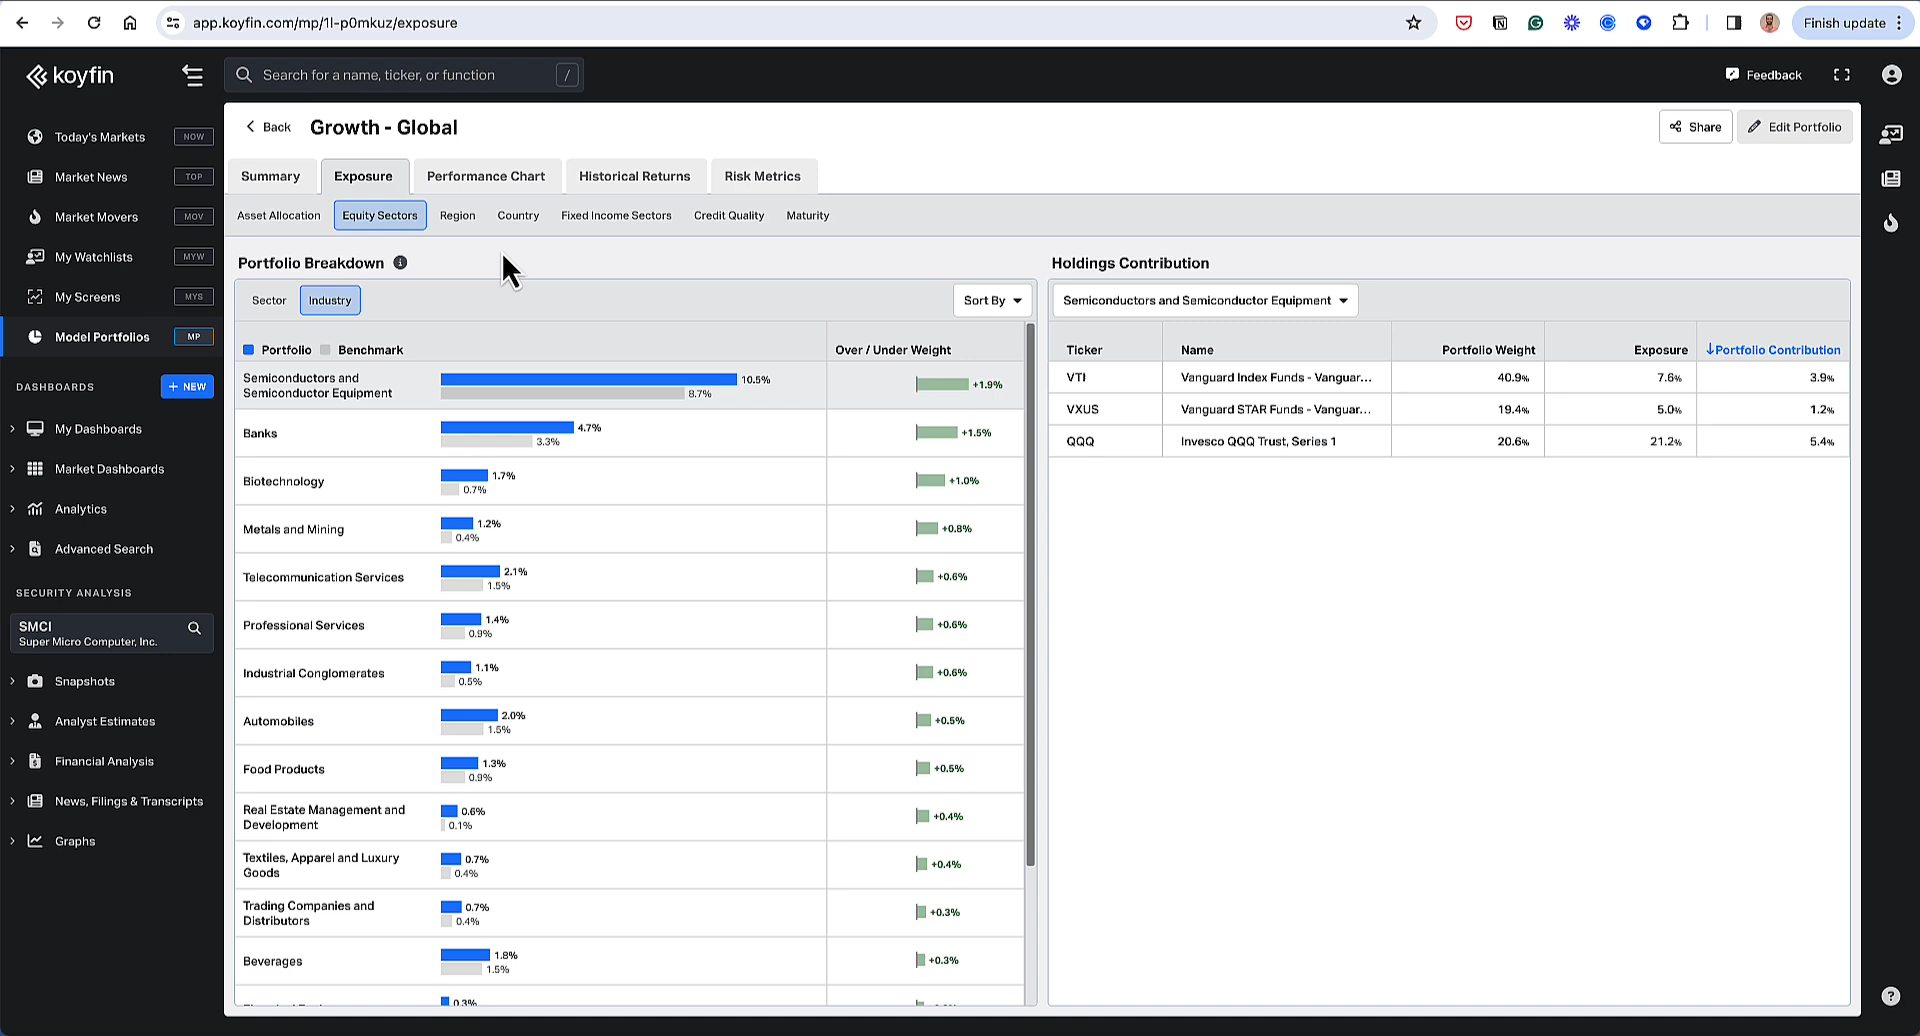 app.koyfin.com/mp/1l-p0mkuz/exposure
Finish update
koyfin
Search for a name, ticker, or function
/
Feedback
Today's Markets NOW
Market News TOP
Market Movers MOV
My Watchlists MYW
My Screens MYS
Model Portfolios MP
DASHBOARDS + NEW
My Dashboards
Market Dashboards
Analytics
Advanced Search
SECURITY ANALYSIS
SMCI
Super Micro Computer, Inc.
Snapshots
Analyst Estimates
Financial Analysis
News, Filings & Transcripts
Graphs
Back Growth - Global
Share Edit Portfolio
Summary Exposure Performance Chart Historical Returns Risk Metrics
Asset Allocation Equity Sectors Region Country Fixed Income Sectors Credit Quality Maturity
Portfolio Breakdown
Sector Industry Sort By
Portfolio Benchmark Over / Under Weight
Semiconductors and
Semiconductor Equipment
10.5%
8.7%
+1.9%
Banks
4.7%
3.3%
+1.5%
Biotechnology
1.7%
0.7%
+1.0%
Metals and Mining
1.2%
0.4%
+0.8%
Telecommunication Services
2.1%
1.5%
+0.6%
Professional Services
1.4%
0.9%
+0.6%
Industrial Conglomerates
1.1%
0.5%
+0.6%
Automobiles
2.0%
1.5%
+0.5%
Food Products
1.3%
0.9%
+0.5%
Real Estate Management and
Development
0.6%
0.1%
+0.4%
Textiles, Apparel and Luxury
Goods
0.7%
0.4%
+0.4%
Trading Companies and
Distributors
0.7%
0.4%
+0.3%
Beverages
1.8%
1.5%
+0.3%
0.3%
Holdings Contribution
Semiconductors and Semiconductor Equipment
Ticker Name Portfolio Weight Exposure ↓Portfolio Contribution
VTI Vanguard Index Funds - Vanguar... 40.9% 7.6% 3.9%
VXUS Vanguard STAR Funds - Vanguar... 19.4% 5.0% 1.2%
QQQ Invesco QQQ Trust, Series 1 20.6% 21.2% 5.4%